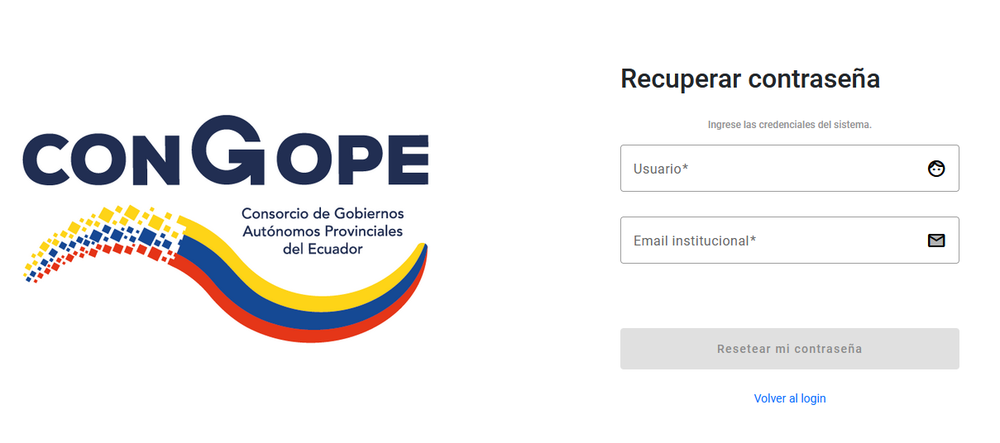 CONGOPE
Consorcio de Gobiernos
Autónomos Provinciales
del Ecuador
Recuperar contraseña
Ingrese las credenciales del sistema.
Usuario*
Email institucional*
Resetear mi contraseña
Volver al login